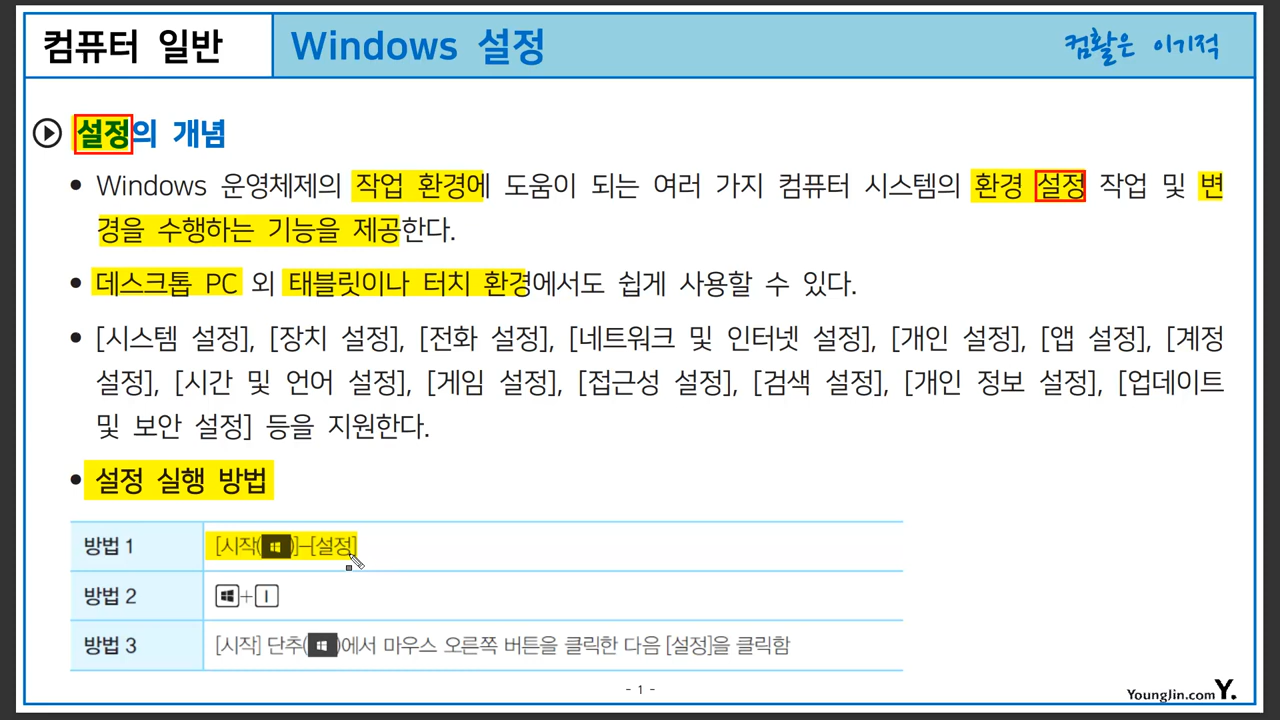 컴퓨터 일반
Windows 설정
컴활은 이기적
설정의 개념
• Windows 운영체제의 작업 환경에 도움이 되는 여러 가지 컴퓨터 시스템의 환경 설정 작업 및 변
경을 수행하는 기능을 제공한다.
• 데스크톱 PC 외 태블릿이나 터치 환경에서도 쉽게 사용할 수 있다.
• [시스템 설정], [장치 설정], [전화 설정], [네트워크 및 인터넷 설정], [개인 설정], [앱 설정], [계정
설정], [시간 및 언어 설정], [게임 설정], [접근성 설정], [검색 설정], [개인 정보 설정], [업데이트
및 보안 설정] 등을 지원한다.
• 설정 실행 방법
방법 1 [시작()]-[설정]
방법 2 +I
방법 3 [시작] 단추()에서 마우스 오른쪽 버튼을 클릭한 다음 [설정]을 클릭함
- 1 -
YoungJin.com Y.